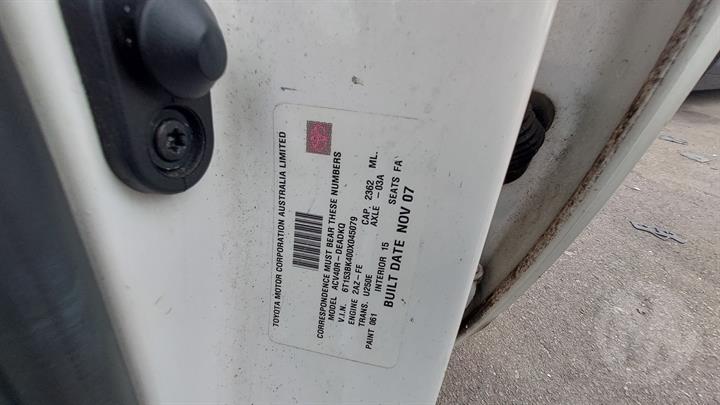 TOYOTA MOTOR CORPORATION AUSTRALIA LIMITED
CORRESPONDENCE MUST BEAR THESE NUMBERS
MODEL ACV40R-DEADKQ
V.I.N. 6T153BK400X045079
ENGINE 2AZ-FE CAP. 2362 ML.
TRANS. U250E AXLE -03A
PAINT 061 INTERIOR 15 SEATS FA
BUILT DATE NOV 07